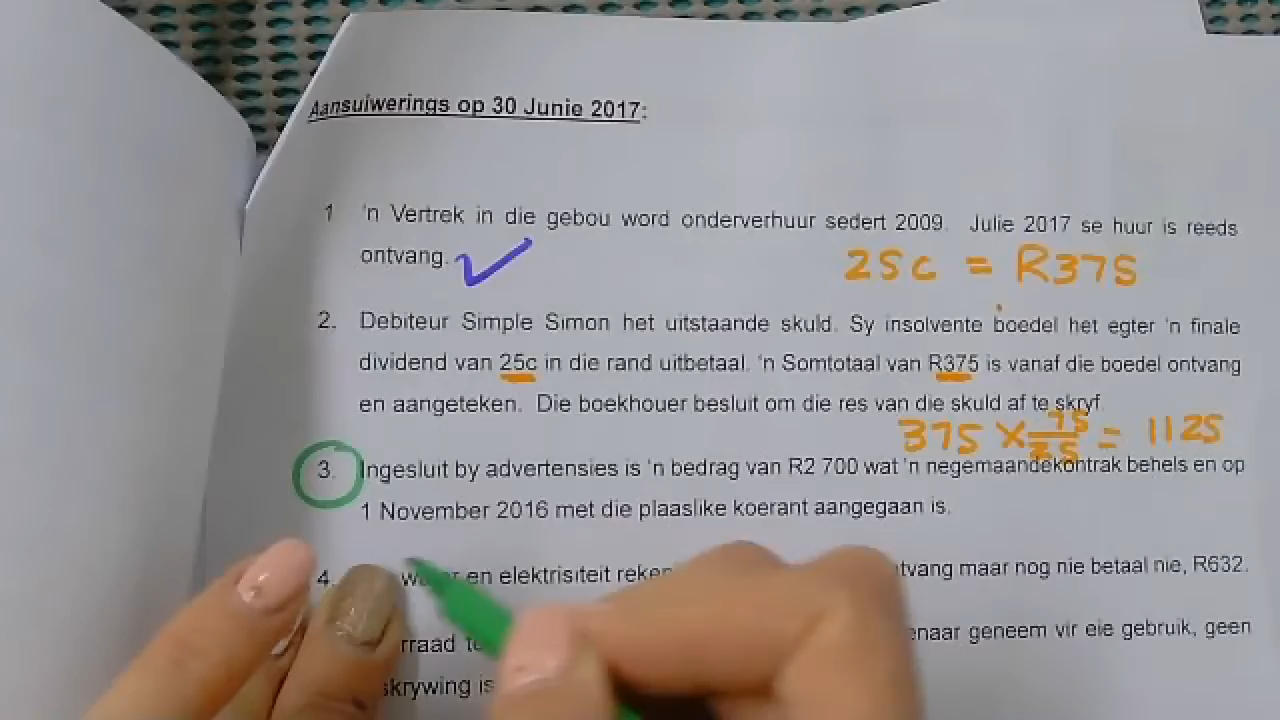 Aansuiwerings op 30 Junie 2017:
1 'n Vertrek in die gebou word onderverhuur sedert 2009. Julie 2017 se huur is reeds
ontvang.
25c = R375
2. Debiteur Simple Simon het uitstaande skuld. Sy insolvente boedel het egter 'n finale
dividend van 25c in die rand uitbetaal. 'n Somtotaal van R375 is vanaf die boedel ontvang
en aangeteken. Die boekhouer besluit om die res van die skuld af te skryf.
375 × 75/25 = 1125
3. Ingesluit by advertensies is 'n bedrag van R2 700 wat 'n negemaandekontrak behels en op
1 November 2016 met die plaaslike koerant aangegaan is.
4. en elektrisiteit maar nog nie betaal nie, R632.
geneem vir eie gebruik, geen
is